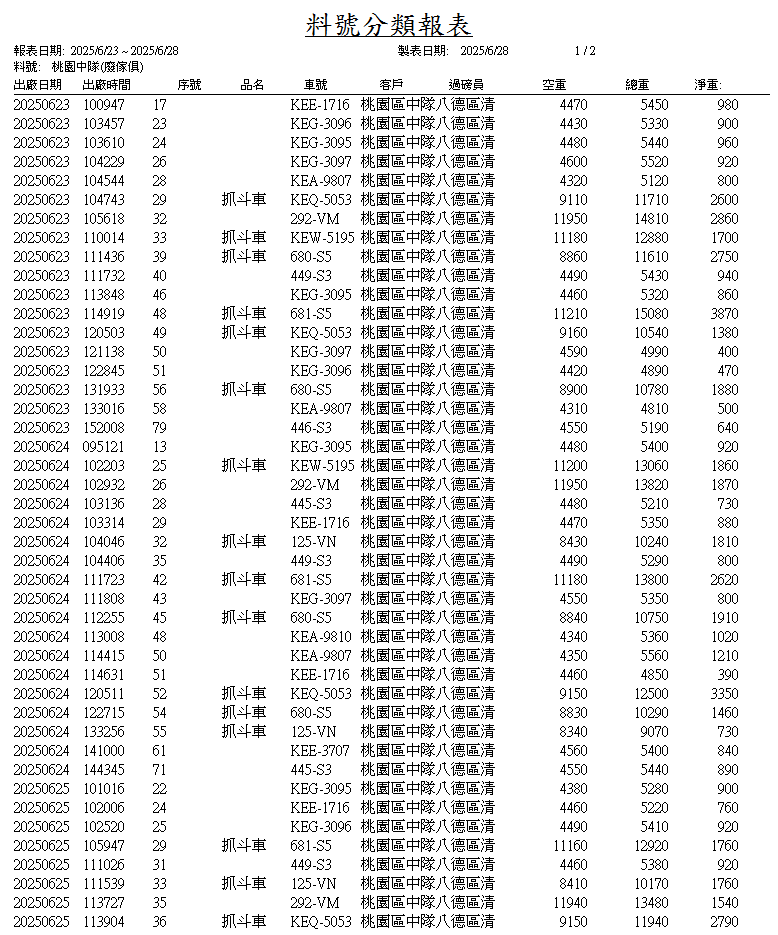 料號分類報表
報表日期: 2025/6/23 ~ 2025/6/28 製表日期: 2025/6/28 1 / 2
料號: 桃園中隊(廢傢俱)
出廠日期 出廠時間 序號 品名 車號 客戶 過磅員 空重 總重 淨重:
20250623 100947 17 KEE-1716 桃園區中隊八德區清 4470 5450 980
20250623 103457 23 KEG-3096 桃園區中隊八德區清 4430 5330 900
20250623 103610 24 KEG-3095 桃園區中隊八德區清 4480 5440 960
20250623 104229 26 KEG-3097 桃園區中隊八德區清 4600 5520 920
20250623 104544 28 KEA-9807 桃園區中隊八德區清 4320 5120 800
20250623 104743 29 抓斗車 KEQ-5053 桃園區中隊八德區清 9110 11710 2600
20250623 105618 32 292-VM 桃園區中隊八德區清 11950 14810 2860
20250623 110014 33 抓斗車 KEW-5195 桃園區中隊八德區清 11180 12880 1700
20250623 111436 39 抓斗車 680-S5 桃園區中隊八德區清 8860 11610 2750
20250623 111732 40 449-S3 桃園區中隊八德區清 4490 5430 940
20250623 113848 46 KEG-3095 桃園區中隊八德區清 4460 5320 860
20250623 114919 48 抓斗車 681-S5 桃園區中隊八德區清 11210 15080 3870
20250623 120503 49 抓斗車 KEQ-5053 桃園區中隊八德區清 9160 10540 1380
20250623 121138 50 KEG-3097 桃園區中隊八德區清 4590 4990 400
20250623 122845 51 KEG-3096 桃園區中隊八德區清 4420 4890 470
20250623 131933 56 抓斗車 680-S5 桃園區中隊八德區清 8900 10780 1880
20250623 133016 58 KEA-9807 桃園區中隊八德區清 4310 4810 500
20250623 152008 79 446-S3 桃園區中隊八德區清 4550 5190 640
20250624 095121 13 KEG-3095 桃園區中隊八德區清 4480 5400 920
20250624 102203 25 抓斗車 KEW-5195 桃園區中隊八德區清 11200 13060 1860
20250624 102932 26 292-VM 桃園區中隊八德區清 11950 13820 1870
20250624 103136 28 445-S3 桃園區中隊八德區清 4480 5210 730
20250624 103314 29 KEE-1716 桃園區中隊八德區清 4470 5350 880
20250624 104046 32 抓斗車 125-VN 桃園區中隊八德區清 8430 10240 1810
20250624 104406 35 449-S3 桃園區中隊八德區清 4490 5290 800
20250624 111723 42 抓斗車 681-S5 桃園區中隊八德區清 11180 13800 2620
20250624 111808 43 KEG-3097 桃園區中隊八德區清 4550 5350 800
20250624 112255 45 抓斗車 680-S5 桃園區中隊八德區清 8840 10750 1910
20250624 113008 48 KEA-9810 桃園區中隊八德區清 4340 5360 1020
20250624 114415 50 KEA-9807 桃園區中隊八德區清 4350 5560 1210
20250624 114631 51 KEE-1716 桃園區中隊八德區清 4460 4850 390
20250624 120511 52 抓斗車 KEQ-5053 桃園區中隊八德區清 9150 12500 3350
20250624 122715 54 抓斗車 680-S5 桃園區中隊八德區清 8830 10290 1460
20250624 133256 55 抓斗車 125-VN 桃園區中隊八德區清 8340 9070 730
20250624 141000 61 KEE-3707 桃園區中隊八德區清 4560 5400 840
20250624 144345 71 445-S3 桃園區中隊八德區清 4550 5440 890
20250625 101016 22 KEG-3095 桃園區中隊八德區清 4380 5280 900
20250625 102006 24 KEE-1716 桃園區中隊八德區清 4460 5220 760
20250625 102520 25 KEG-3096 桃園區中隊八德區清 4490 5410 920
20250625 105947 29 抓斗車 681-S5 桃園區中隊八德區清 11160 12920 1760
20250625 111026 31 449-S3 桃園區中隊八德區清 4460 5380 920
20250625 111539 33 抓斗車 125-VN 桃園區中隊八德區清 8410 10170 1760
20250625 113727 35 292-VM 桃園區中隊八德區清 11940 13480 1540
20250625 113904 36 抓斗車 KEQ-5053 桃園區中隊八德區清 9150 11940 2790